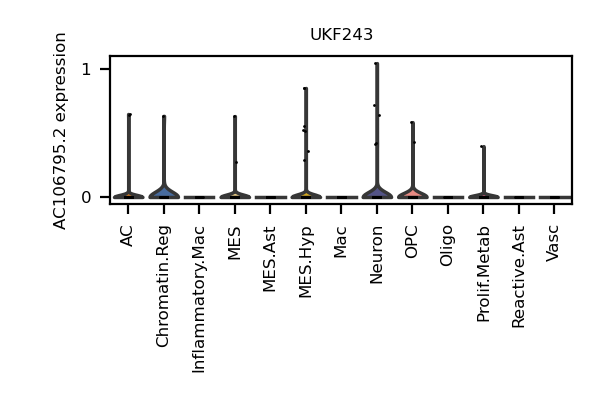 UKF243
AC106795.2 expression
1
0
AC
Chromatin.Reg
Inflammatory.Mac
MES
MES.Ast
MES.Hyp
Mac
Neuron
OPC
Oligo
Prolif.Metab
Reactive.Ast
Vasc